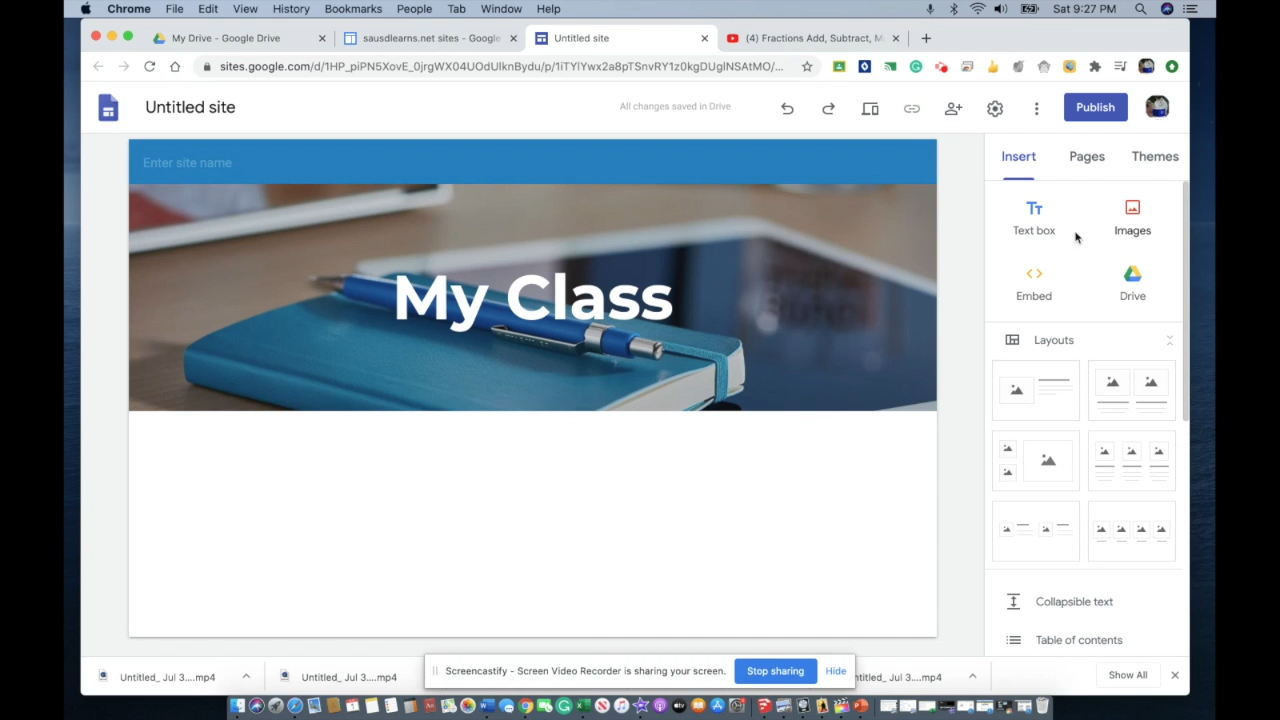 Chrome File Edit View History Bookmarks People Tab Window Help Sat 9:27 PM
My Drive - Google Drive sausdlearns.net sites - Google Untitled site (4) Fractions Add, Subtract, M
sites.google.com/d/1HP_piPN5XovE_0jrgWX04UOdUlknBydu/p/1iTYlYwx2a8pTSnvRY1z0kgDUglNSAtMO/...
Untitled site All changes saved in Drive Publish
Enter site name
My Class
Insert Pages Themes
Text box Images
Embed Drive
Layouts
Collapsible text
Table of contents
Untitled_ Jul 3....mp4 Untitled_ Jul 3....mp4 Screencastify - Screen Video Recorder is sharing your screen. Stop sharing Hide ntitled_ Jul 3....mp4 Show All